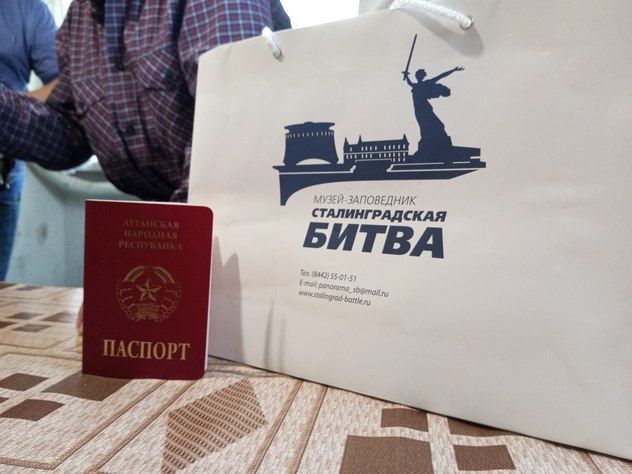 ЛУГАНСКАЯ
НАРОДНАЯ
РЕСПУБЛИКА
ПАСПОРТ
МУЗЕЙ-ЗАПОВЕДНИК
СТАЛИНГРАДСКАЯ
БИТВА
Тел. (8442) 55-01-51
E-mail: panorama_sb@mail.ru
www.stalingrad-battle.ru